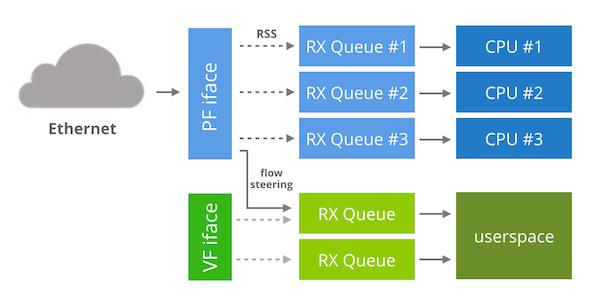 RSS
RX Queue #1
CPU #1
Ethernet
PF iface
RX Queue #2
CPU #2
RX Queue #3
CPU #3
flow
steering
VF iface
RX Queue
userspace
RX Queue